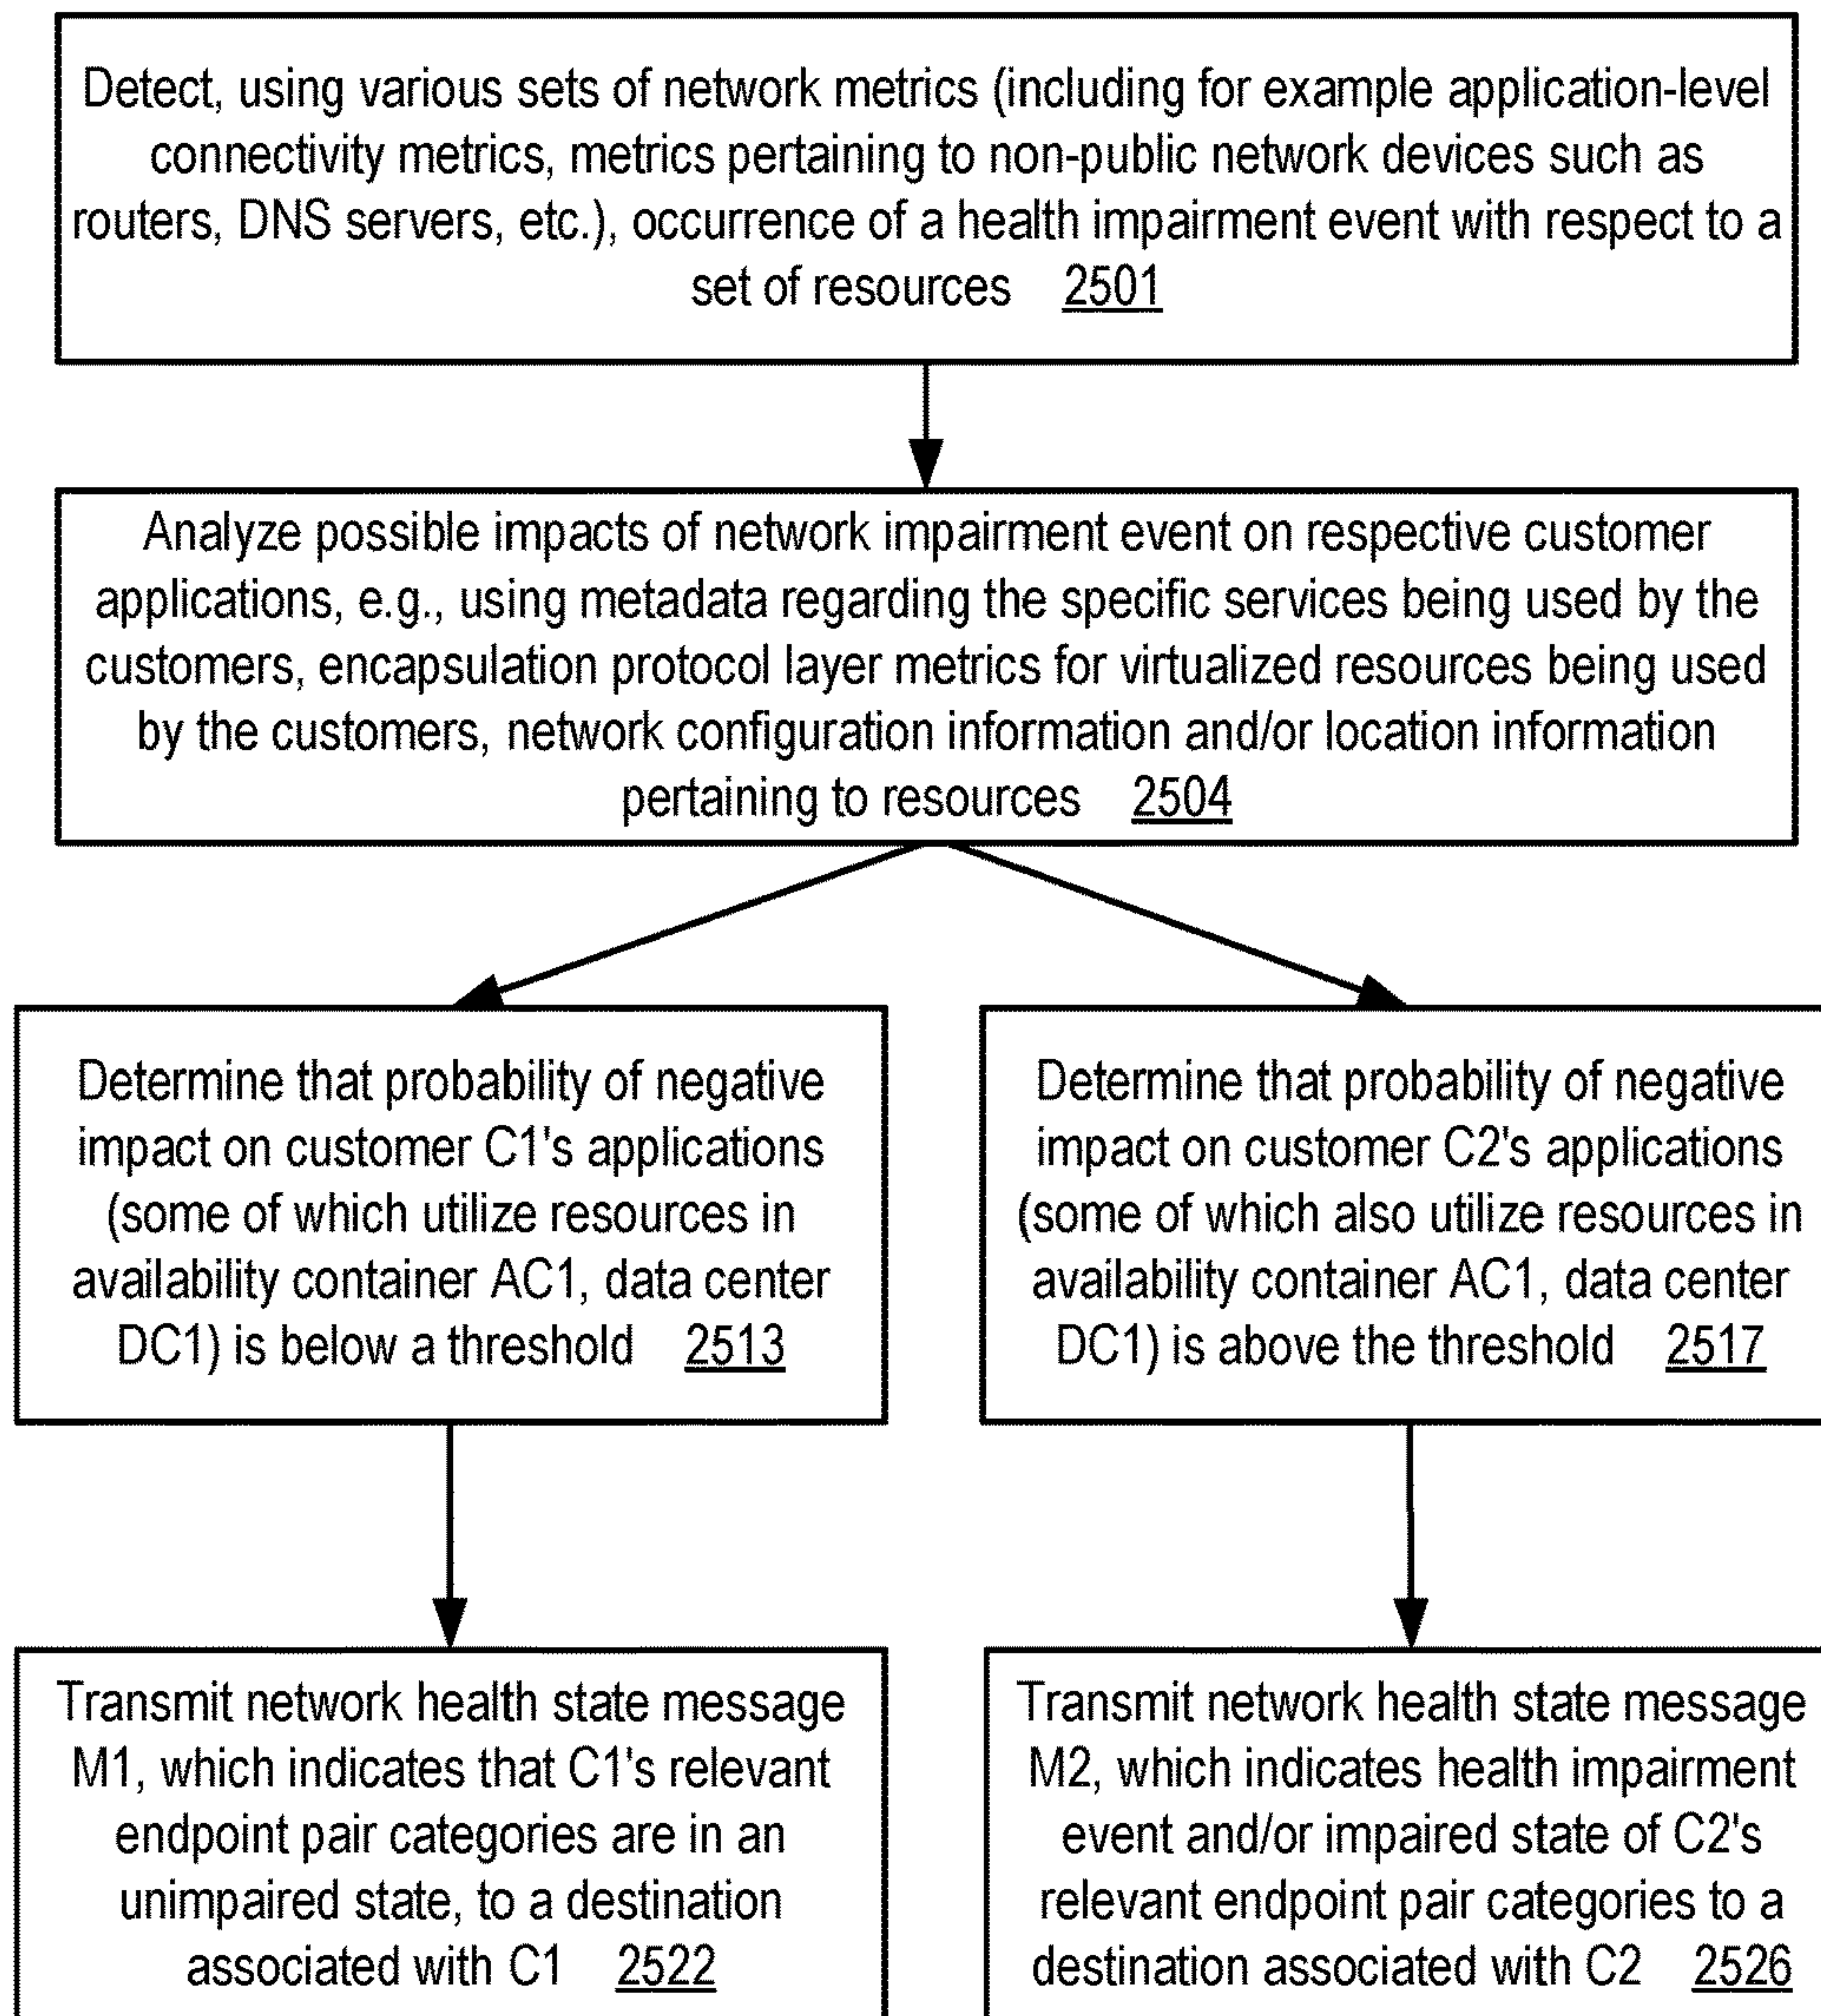 Detect, using various sets of network metrics (including for example application-level
connectivity metrics, metrics pertaining to non-public network devices such as
routers, DNS servers, etc.), occurrence of a health impairment event with respect to a
set of resources 2501
Analyze possible impacts of network impairment event on respective customer
applications, e.g., using metadata regarding the specific services being used by the
customers, encapsulation protocol layer metrics for virtualized resources being used
by the customers, network configuration information and/or location information
pertaining to resources 2504
Determine that probability of negative
impact on customer C1's applications
(some of which utilize resources in
availability container AC1, data center
DC1) is below a threshold 2513
Determine that probability of negative
impact on customer C2's applications
(some of which also utilize resources in
availability container AC1, data center
DC1) is above the threshold 2517
Transmit network health state message
M1, which indicates that C1's relevant
endpoint pair categories are in an
unimpaired state, to a destination
associated with C1 2522
Transmit network health state message
M2, which indicates health impairment
event and/or impaired state of C2's
relevant endpoint pair categories to a
destination associated with C2 2526